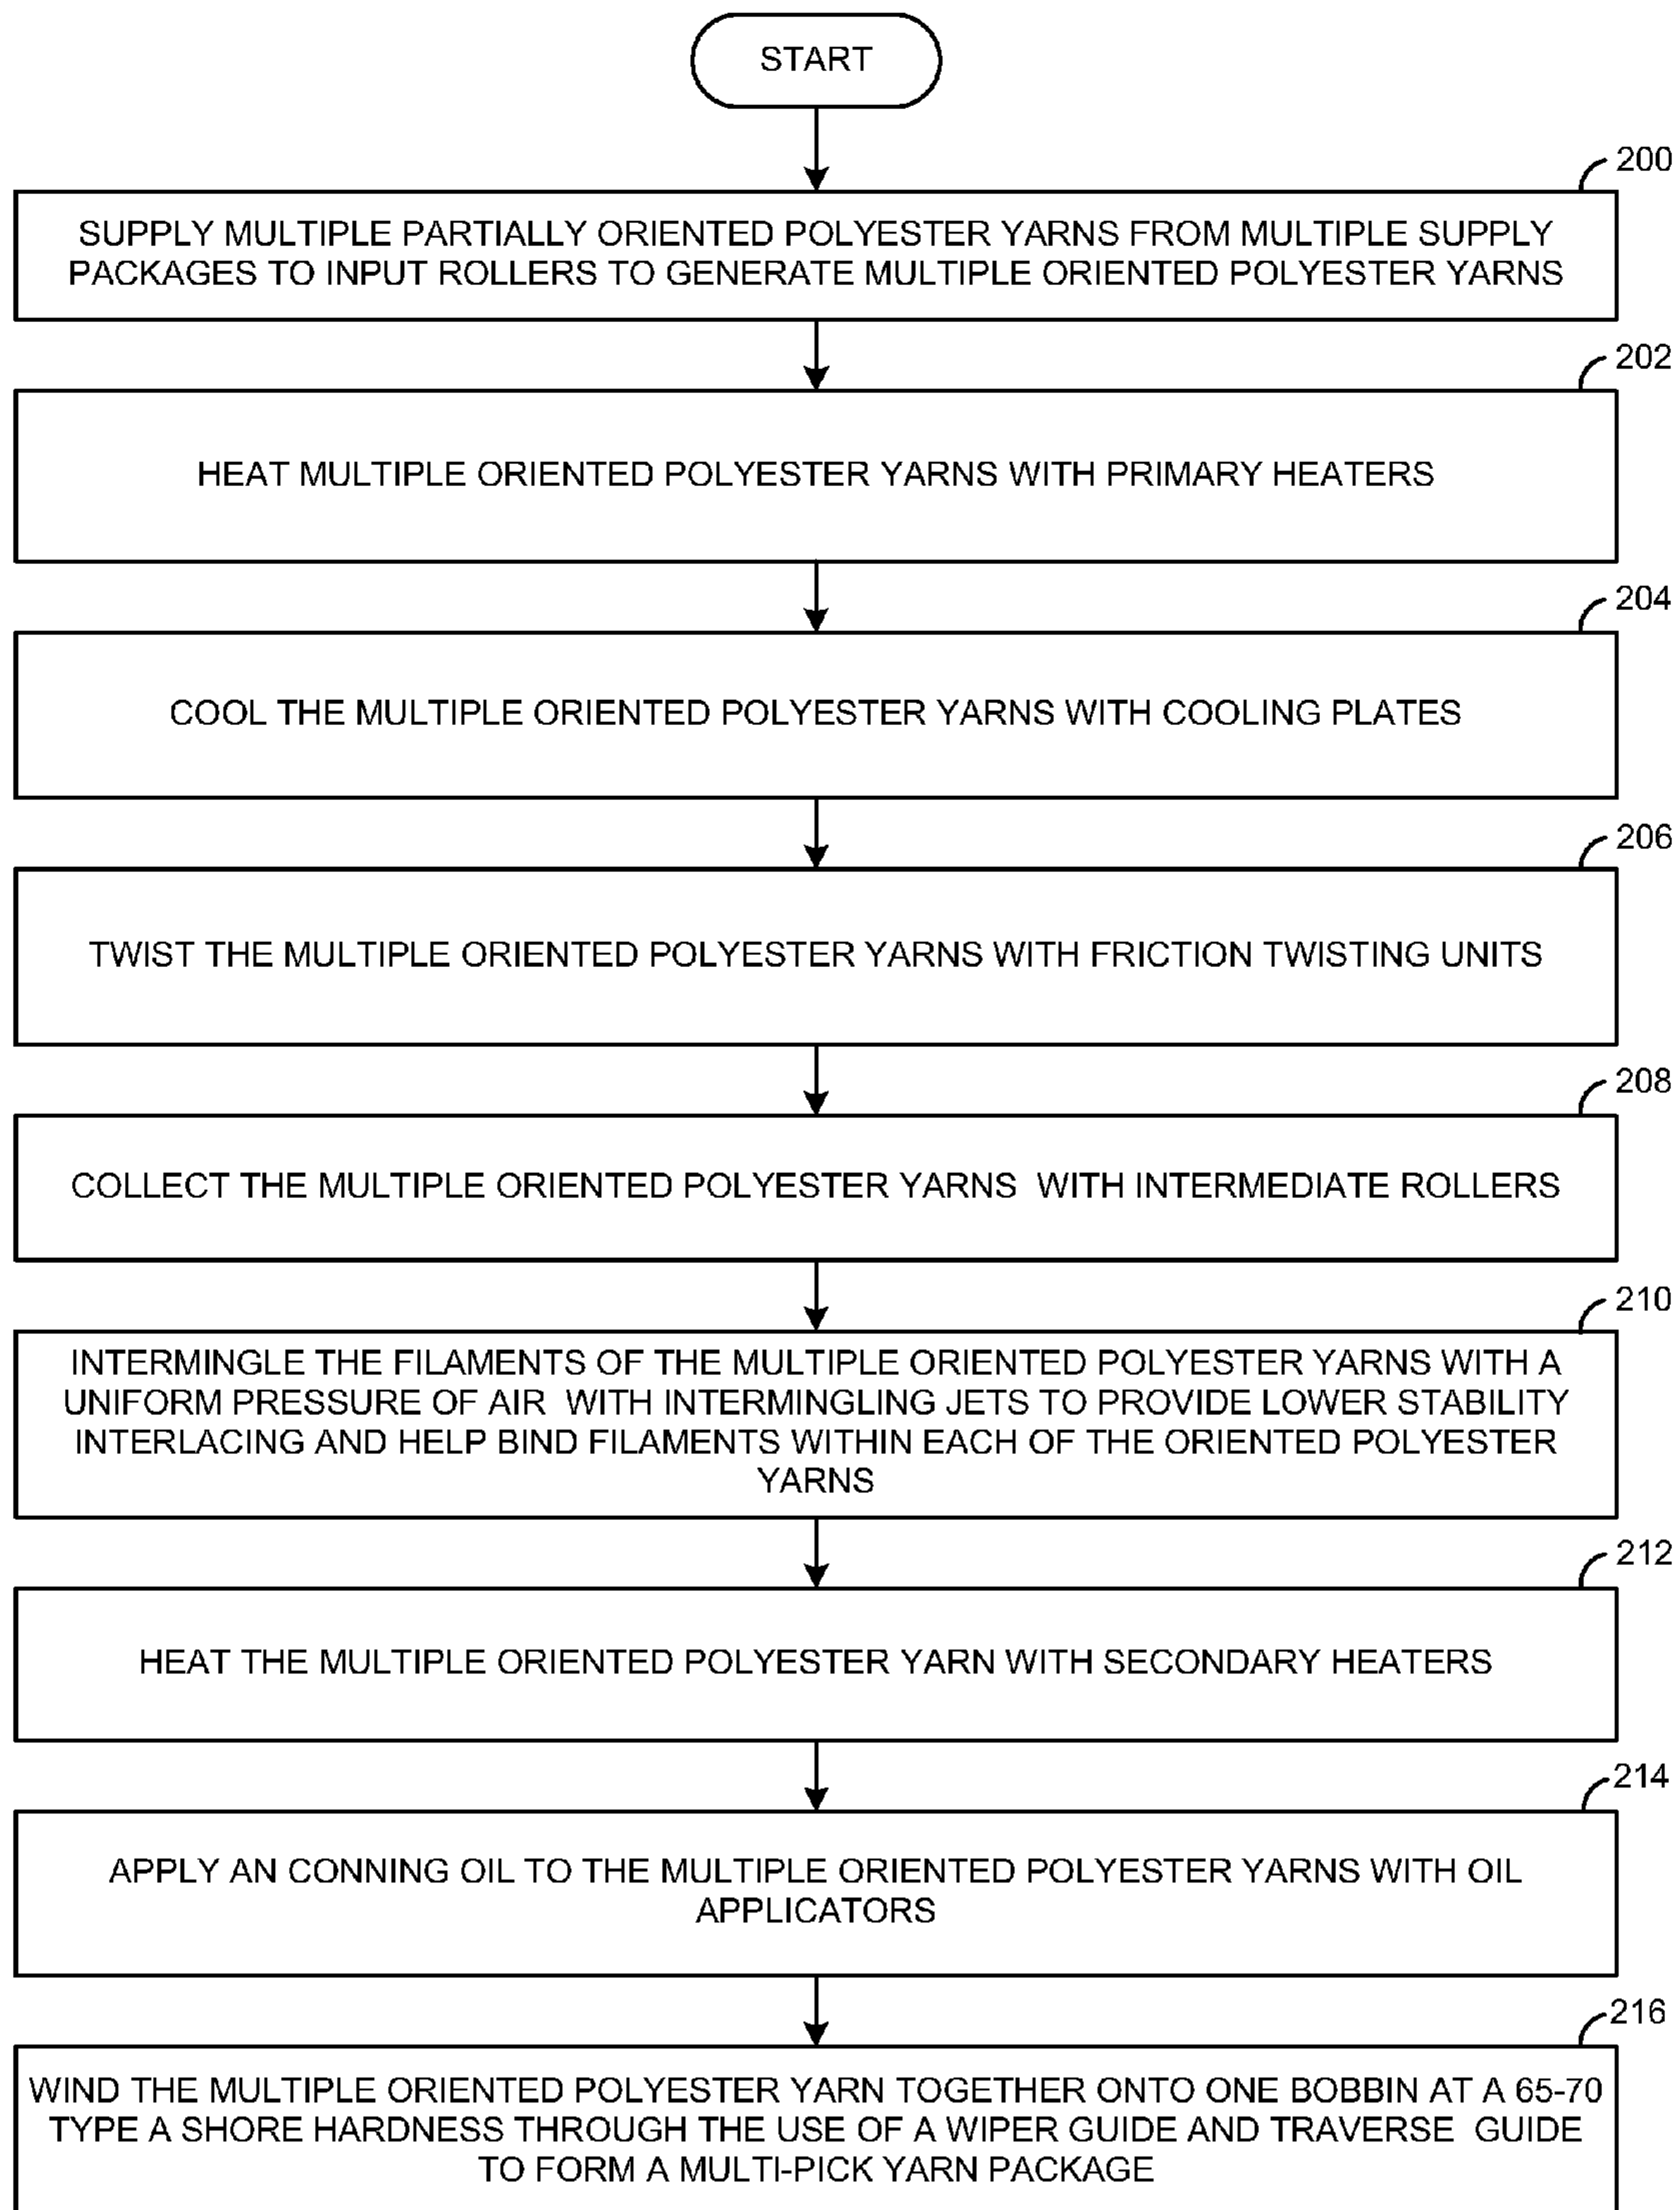 START
200
SUPPLY MULTIPLE PARTIALLY ORIENTED POLYESTER YARNS FROM MULTIPLE SUPPLY
PACKAGES TO INPUT ROLLERS TO GENERATE MULTIPLE ORIENTED POLYESTER YARNS
202
HEAT MULTIPLE ORIENTED POLYESTER YARNS WITH PRIMARY HEATERS
204
COOL THE MULTIPLE ORIENTED POLYESTER YARNS WITH COOLING PLATES
206
TWIST THE MULTIPLE ORIENTED POLYESTER YARNS WITH FRICTION TWISTING UNITS
208
COLLECT THE MULTIPLE ORIENTED POLYESTER YARNS WITH INTERMEDIATE ROLLERS
210
INTERMINGLE THE FILAMENTS OF THE MULTIPLE ORIENTED POLYESTER YARNS WITH A
UNIFORM PRESSURE OF AIR WITH INTERMINGLING JETS TO PROVIDE LOWER STABILITY
INTERLACING AND HELP BIND FILAMENTS WITHIN EACH OF THE ORIENTED POLYESTER
YARNS
212
HEAT THE MULTIPLE ORIENTED POLYESTER YARN WITH SECONDARY HEATERS
214
APPLY AN CONNING OIL TO THE MULTIPLE ORIENTED POLYESTER YARNS WITH OIL
APPLICATORS
216
WIND THE MULTIPLE ORIENTED POLYESTER YARN TOGETHER ONTO ONE BOBBIN AT A 65-70
TYPE A SHORE HARDNESS THROUGH THE USE OF A WIPER GUIDE AND TRAVERSE GUIDE
TO FORM A MULTI-PICK YARN PACKAGE